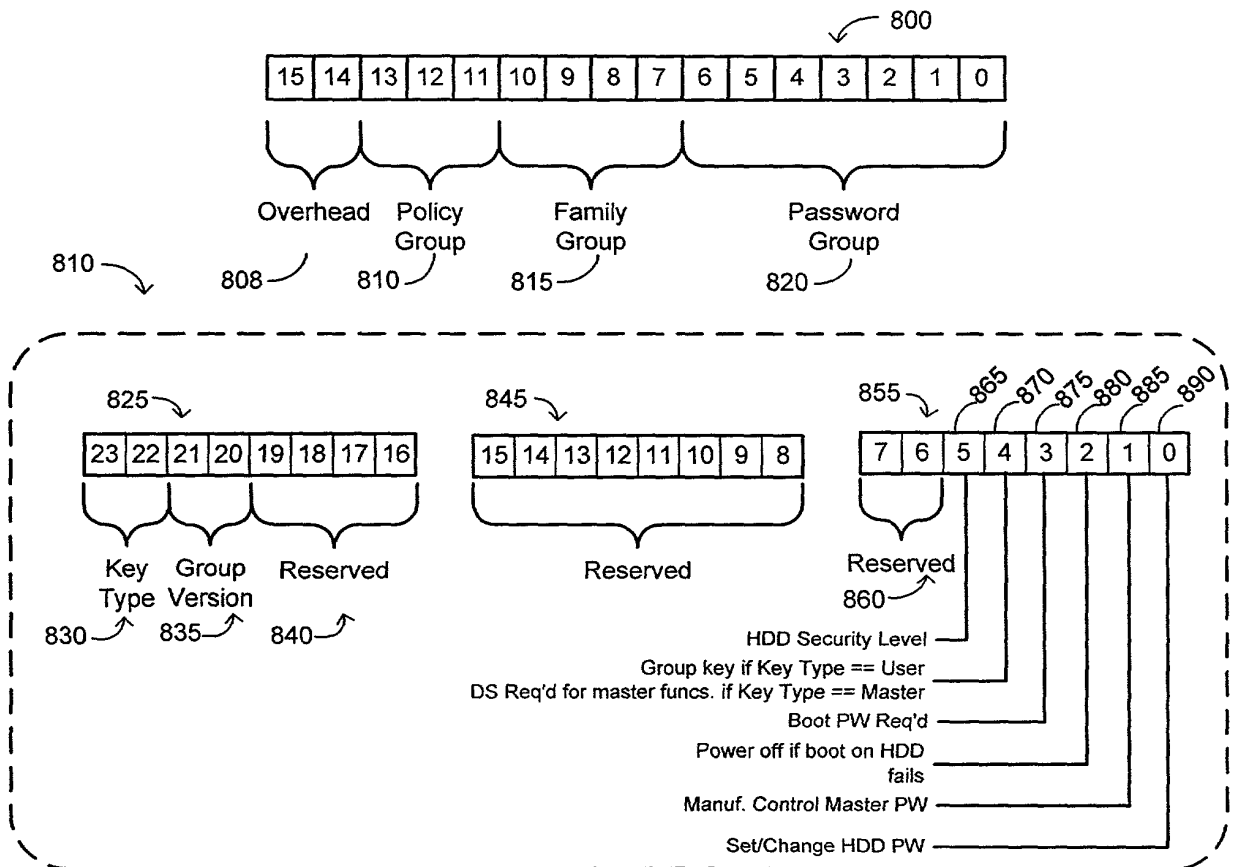 800
15 14 13 12 11 10 9 8 7 6 5 4 3 2 1 0
Overhead Policy Group Family Group Password Group
810
808 810 815 820
825 845 855 865 870 875 880 885 890
23 22 21 20 19 18 17 16 15 14 13 12 11 10 9 8 7 6 5 4 3 2 1 0
Key Type Group Version Reserved Reserved Reserved
830 835 840 860
HDD Security Level
Group key if Key Type == User
DS Req'd for master funcs. if Key Type == Master
Boot PW Req'd
Power off if boot on HDD
fails
Manuf. Control Master PW
Set/Change HDD PW